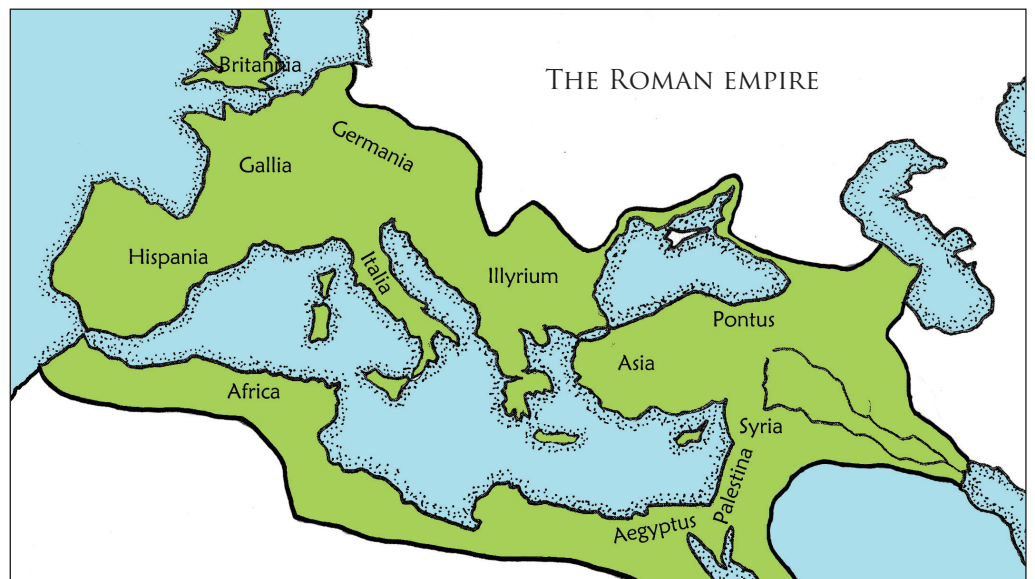 THE ROMAN EMPIRE
Britannia
Germania
Gallia
Hispania
Italia
Illyrium
Pontus
Asia
Africa
Syria
Palestina
Aegyptus